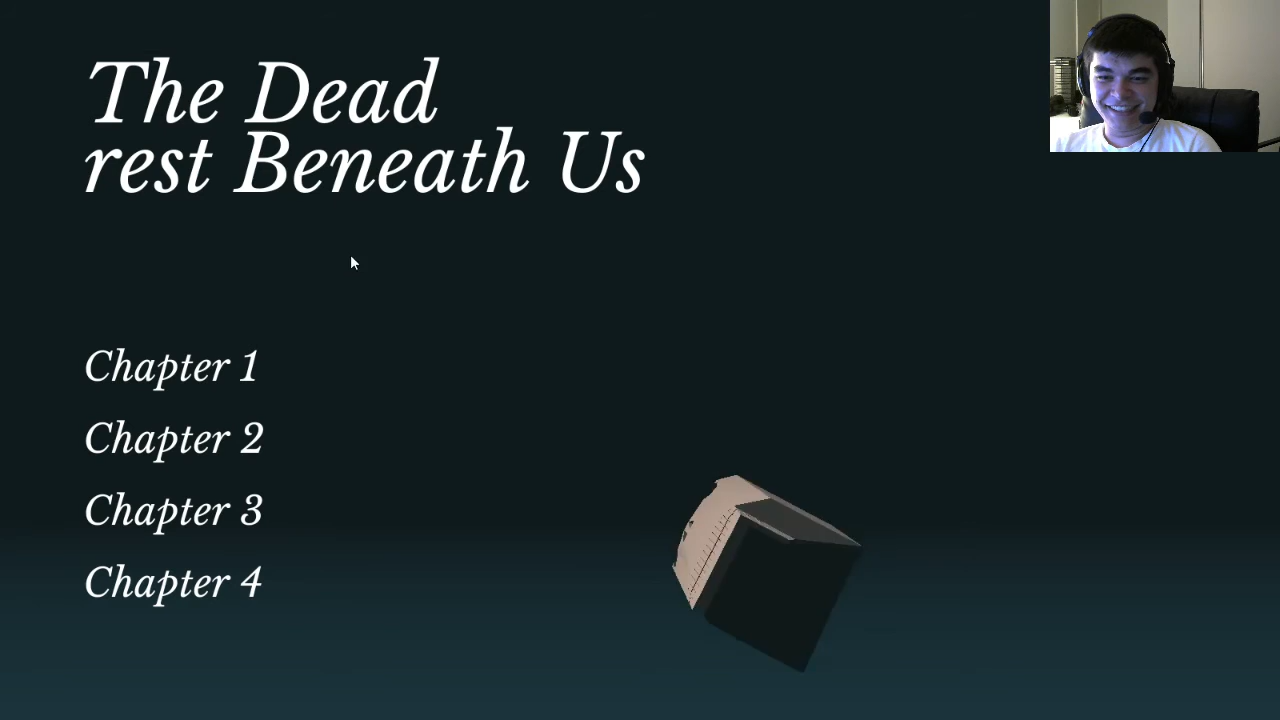 The Dead
rest Beneath Us
Chapter 1
Chapter 2
Chapter 3
Chapter 4